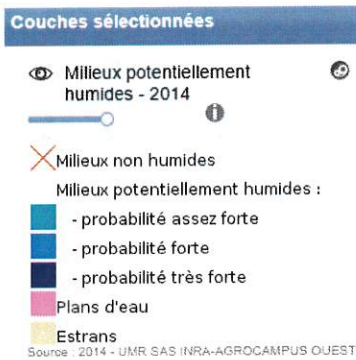 Couches sélectionnées
Milieux potentiellement
humides - 2014
Milieux non humides
Milieux potentiellement humides :
- probabilité assez forte
- probabilité forte
- probabilité très forte
Plans d'eau
Estrans
Source : 2014 - UMR SAS INRA-AGROCAMPUS OUEST